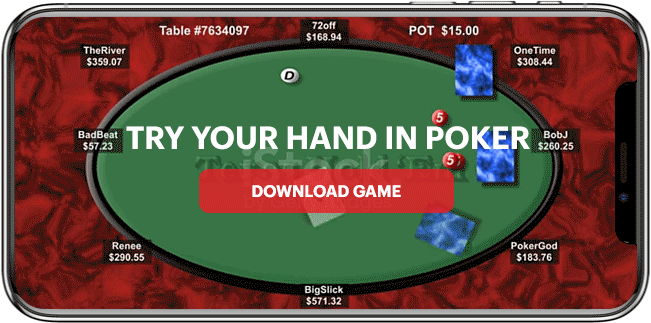 72off
Table #7634097
$168.94
POT $15.00
TheRiver
$359.07
OneTime
$308.44
D
5
BadBeat
$57.23
TRY YOUR HAND IN POKER
BobJ
$260.25
iStock
5
DOWNLOAD GAME
Renee
$290.55
PokerGod
$183.76
BigSlick
$571.32